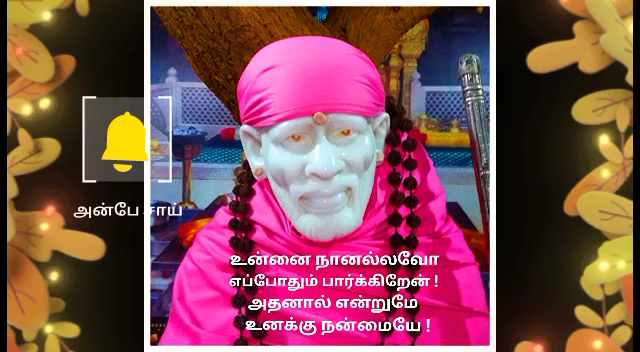 அன்பே சாய்
உன்னை நானல்லவோ
எப்போதும் பார்க்கிறேன் !
அதனால் என்றுமே
உனக்கு நன்மையே !